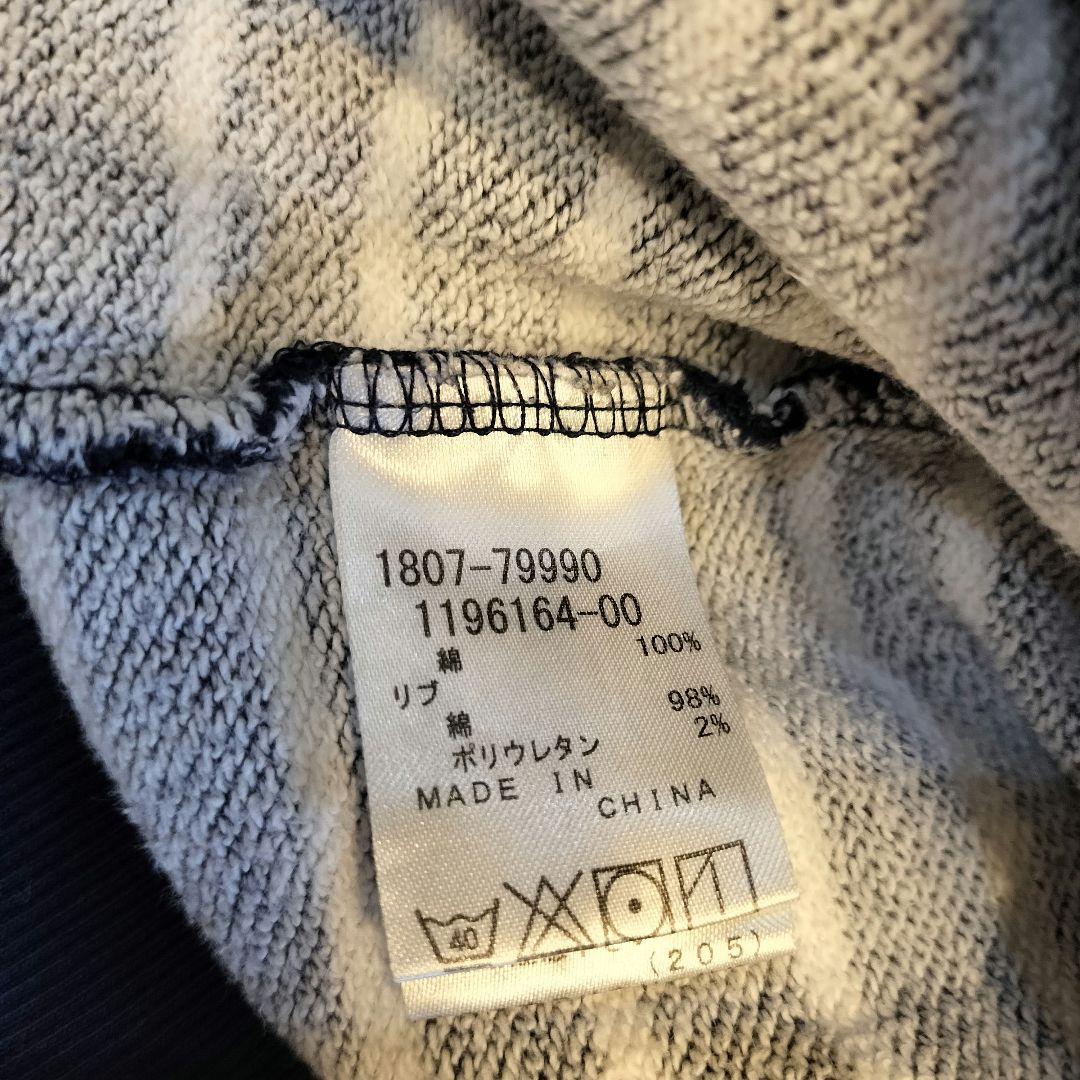 1807-79990
1196164-00
綿 100%
リブ
綿 98%
ポリウレタン 2%
MADE IN CHINA
40
(205)